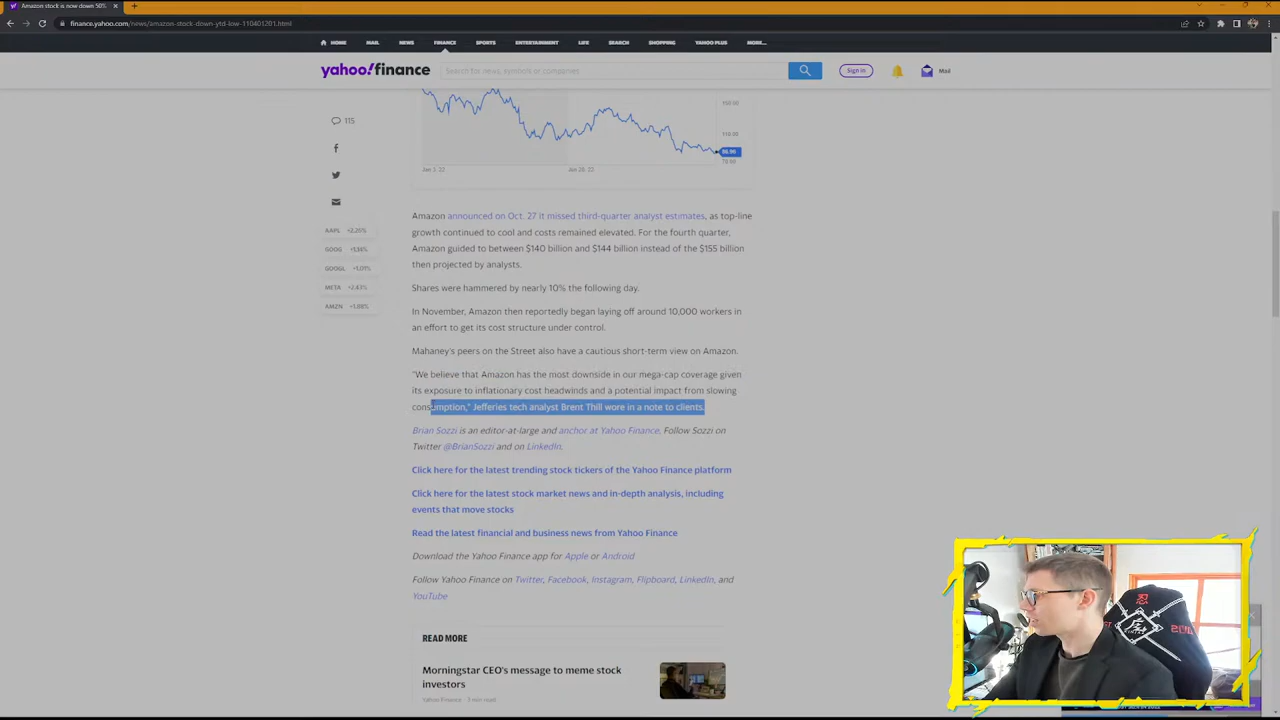 Amazon stock is now down 50%
finance.yahoo.com/news/amazon-stock-down-ytd-low-110401201.html
HOME MAIL NEWS FINANCE SPORTS ENTERTAINMENT LIFE SEARCH SHOPPING YAHOO PLUS MORE...
yahoo!finance Search for news, symbols or companies Sign in Mail
150.00
115
110.00
Jan 3, 22
Amazon announced on Oct. 27 it missed third-quarter analyst estimates, as top-line
growth continued to cool and costs remained elevated. For the fourth quarter,
Amazon guided to between $140 billion and $144 billion instead of the $155 billion
then projected by analysts.
AAPL +2.25%
GOOG +1.14%
GOOGL +1.01%
META +2.63%
AMZN
Shares were hammered by nearly 10% the following day.
In November, Amazon then reportedly began laying off around 10,000 workers in
an effort to get its cost structure under control.
Mahaney's peers on the Street also have a cautious short-term view on Amazon.
"We believe that Amazon has the most downside in our mega-cap coverage given
its exposure to inflationary cost headwinds and a potential impact from slowing
consumption," Jefferies tech analyst Brent Thill wore in a note to clients.
Brian Sozzi is an editor-at-large and anchor at Yahoo Finance. Follow Sozzi on
Twitter @BrianSozzi and on LinkedIn.
Click here for the latest trending stock tickers of the Yahoo Finance platform
Click here for the latest stock market news and in-depth analysis, including
events that move stocks
Read the latest financial and business news from Yahoo Finance
Download the Yahoo Finance app for Apple or Android
Follow Yahoo Finance on Twitter, Facebook, Instagram, Flipboard, LinkedIn, and
YouTube
READ MORE
Morningstar CEO's message to meme stock
investors
Yahoo Finance